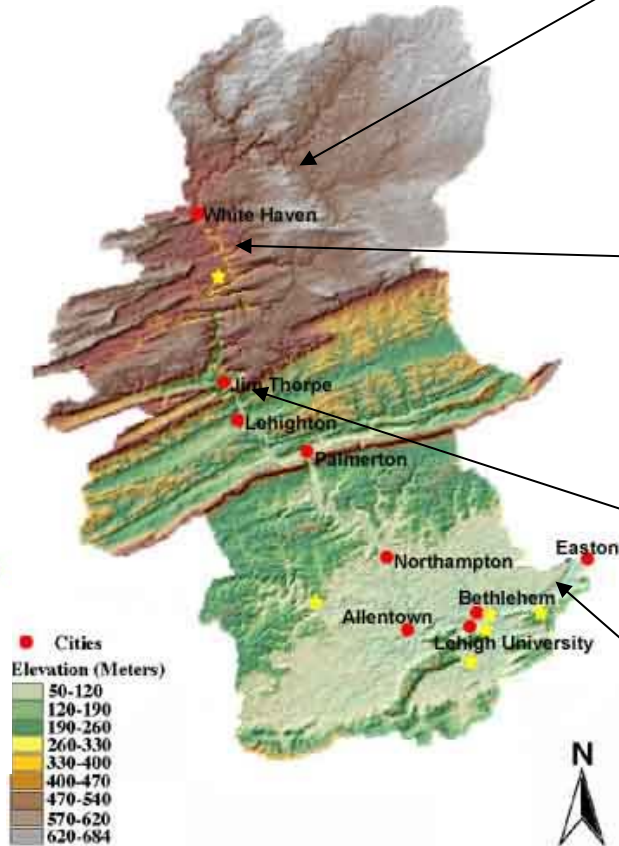 White Haven
Jim Thorpe
Lehighton
Palmerton
Northampton
Easton
Bethlehem
Allentown
Lehigh University
Cities
Elevation (Meters)
50-120
120-190
190-260
260-330
330-400
400-470
470-540
570-620
620-684
N